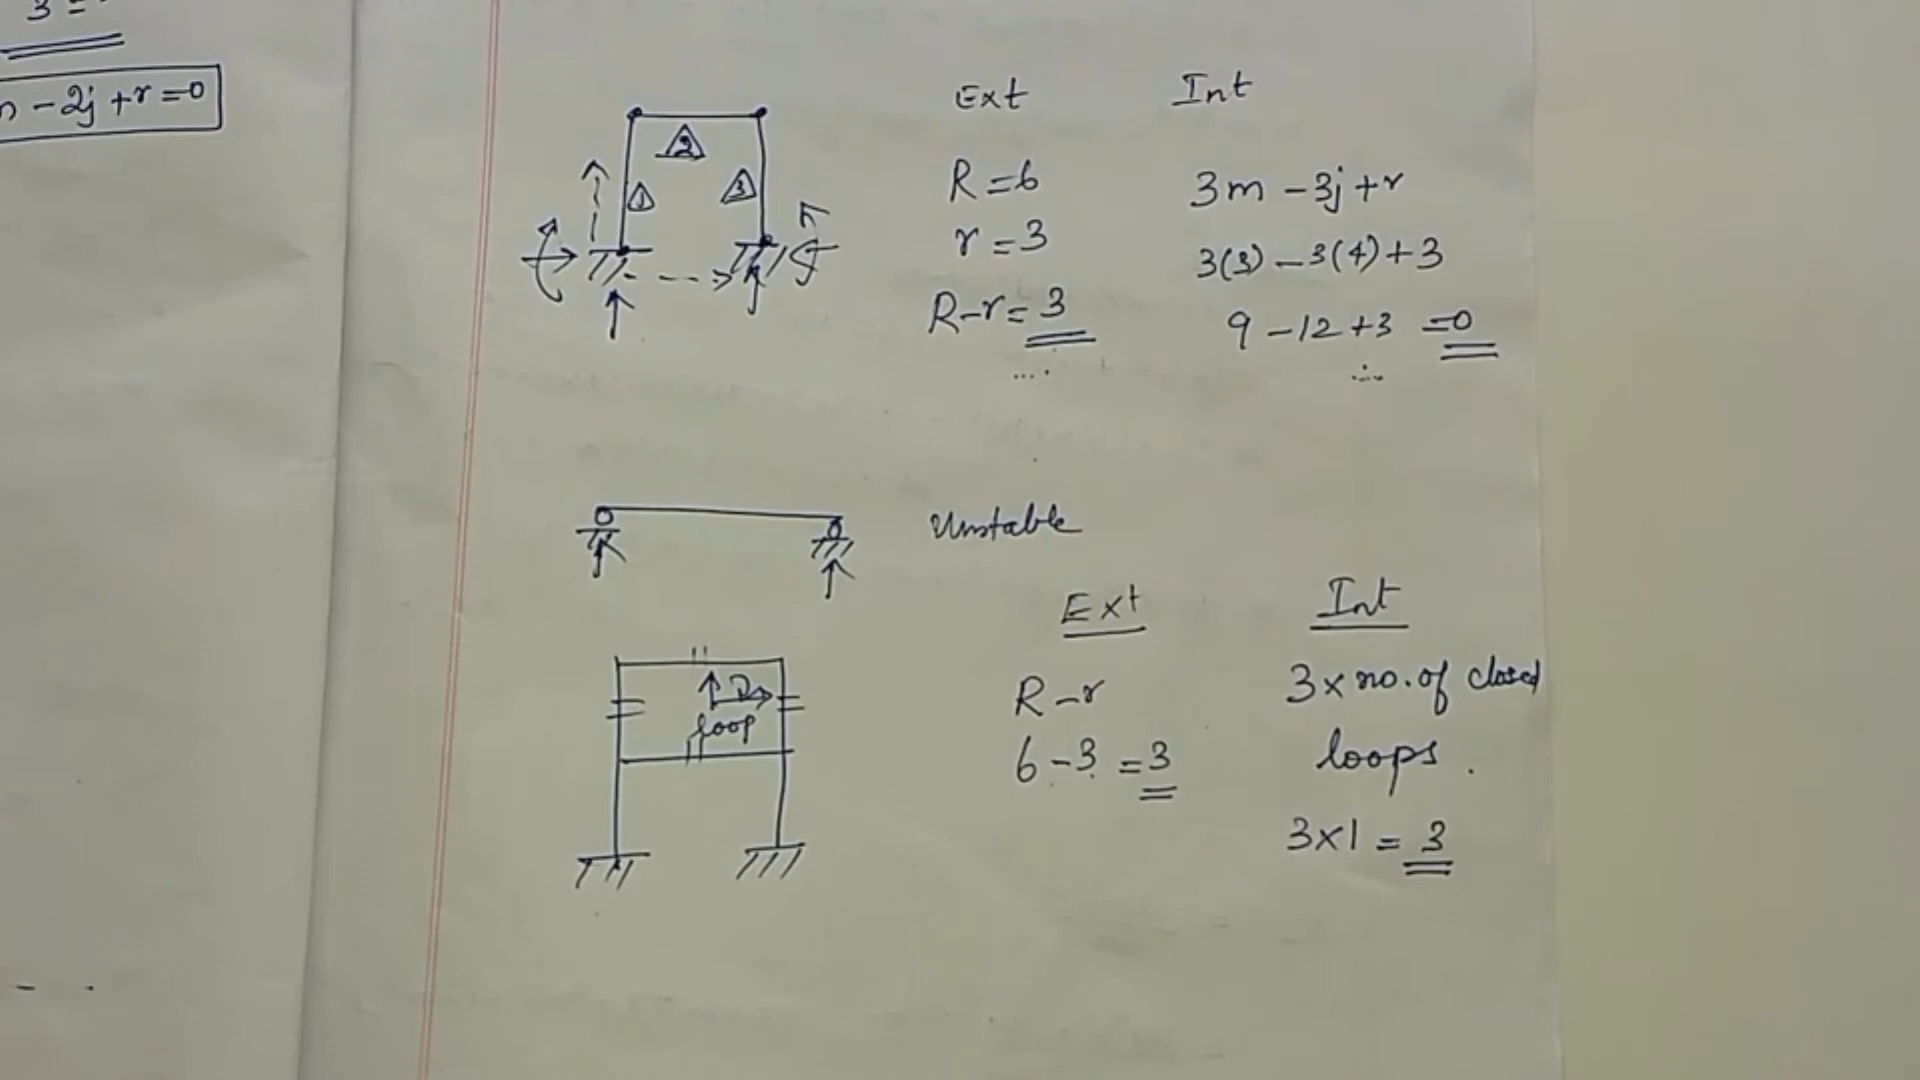 3 =
n - 2j + r = 0
Ext Int
R = 6 3m - 3j + r
r = 3 3(3) - 3(4) + 3
R - r = 3 9 - 12 + 3 = 0
2
1 3
Unstable
Ext Int
R - r 3 x no. of closed
6 - 3 = 3 loops.
3 x 1 = 3
loop